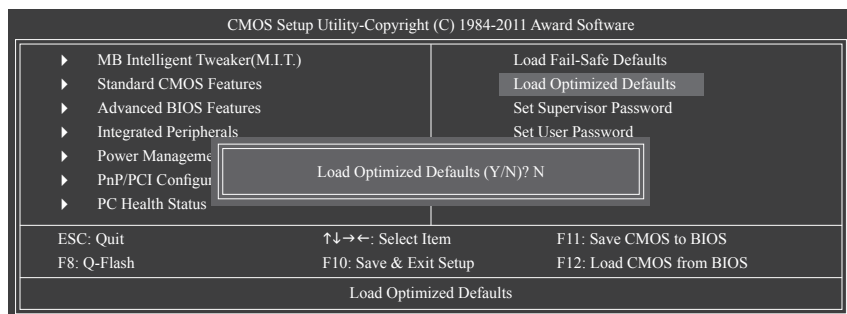 CMOS Setup Utility-Copyright (C) 1984-2011 Award Software
MB Intelligent Tweaker(M.I.T.)
Standard CMOS Features
Advanced BIOS Features
Integrated Peripherals
Power Manageme
PnP/PCI Configur
PC Health Status
Load Fail-Safe Defaults
Load Optimized Defaults
Set Supervisor Password
Set User Password
Load Optimized Defaults (Y/N)? N
ESC: Quit
↑↓→←: Select Item
F11: Save CMOS to BIOS
F8: Q-Flash
F10: Save & Exit Setup
F12: Load CMOS from BIOS
Load Optimized Defaults